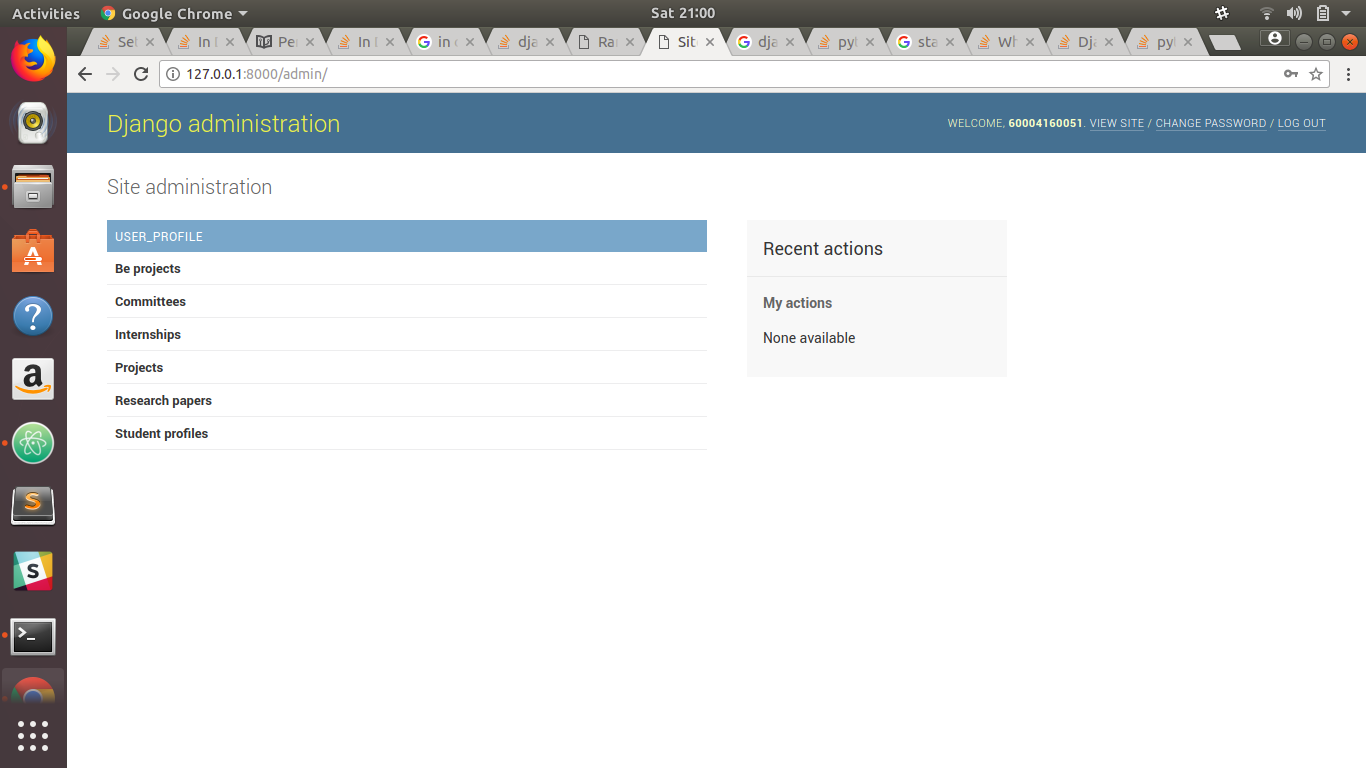 Activities Google Chrome Sat 21:00
Set In D Per In D in c dja Rar Sit dja pyt sta Wh Dja pyt
127.0.0.1:8000/admin/
Django administration
WELCOME, 60004160051. VIEW SITE / CHANGE PASSWORD / LOG OUT
Site administration
USER_PROFILE
Be projects
Committees
Internships
Projects
Research papers
Student profiles
Recent actions
My actions
None available